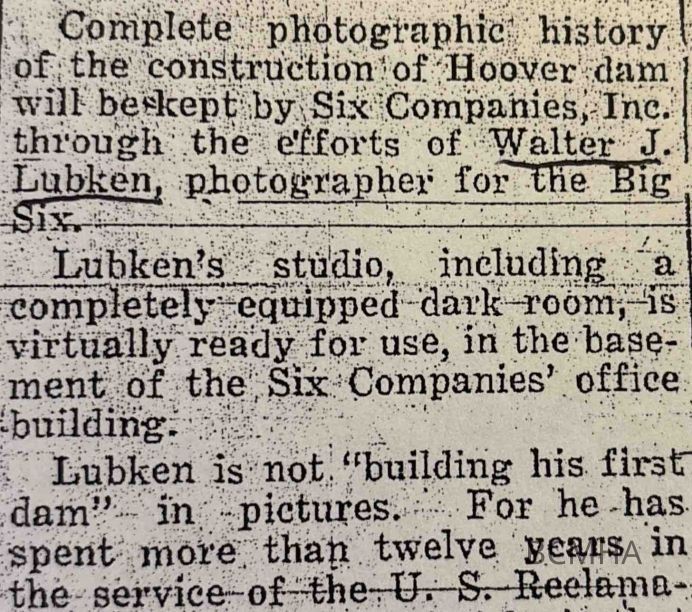 Complete photographic history
of the construction of Hoover dam
will be kept by Six Companies, Inc.
through the efforts of Walter J.
Lubken, photographer for the Big
Six.
Lubken's studio, including a
completely equipped dark room, is
virtually ready for use, in the base-
ment of the Six Companies' office
building.
Lubken is not "building his first
dam" in pictures. For he has
spent more than twelve years in
the service of the U. S. Reclama-